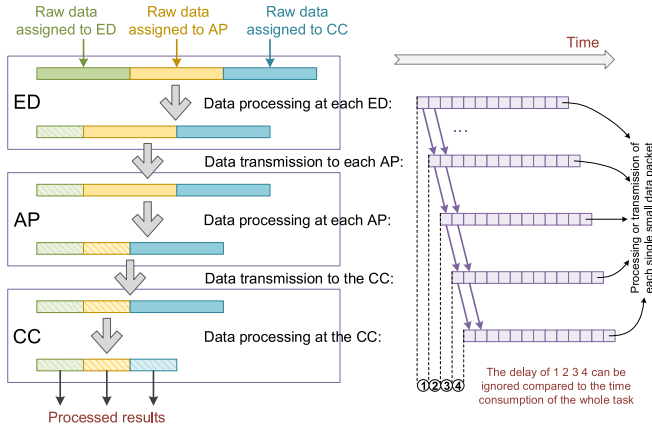 Raw data
assigned to ED
Raw data
assigned to AP
Raw data
assigned to CC
Time
ED
Data processing at each ED:
...
Data transmission to each AP:
AP
Data processing at each AP:
Data transmission to the CC:
CC
Data processing at the CC:
Processed results
Processing or transmission of
each single small data packet
1 2 3 4
The delay of 1 2 3 4 can be
ignored compared to the time
consumption of the whole task